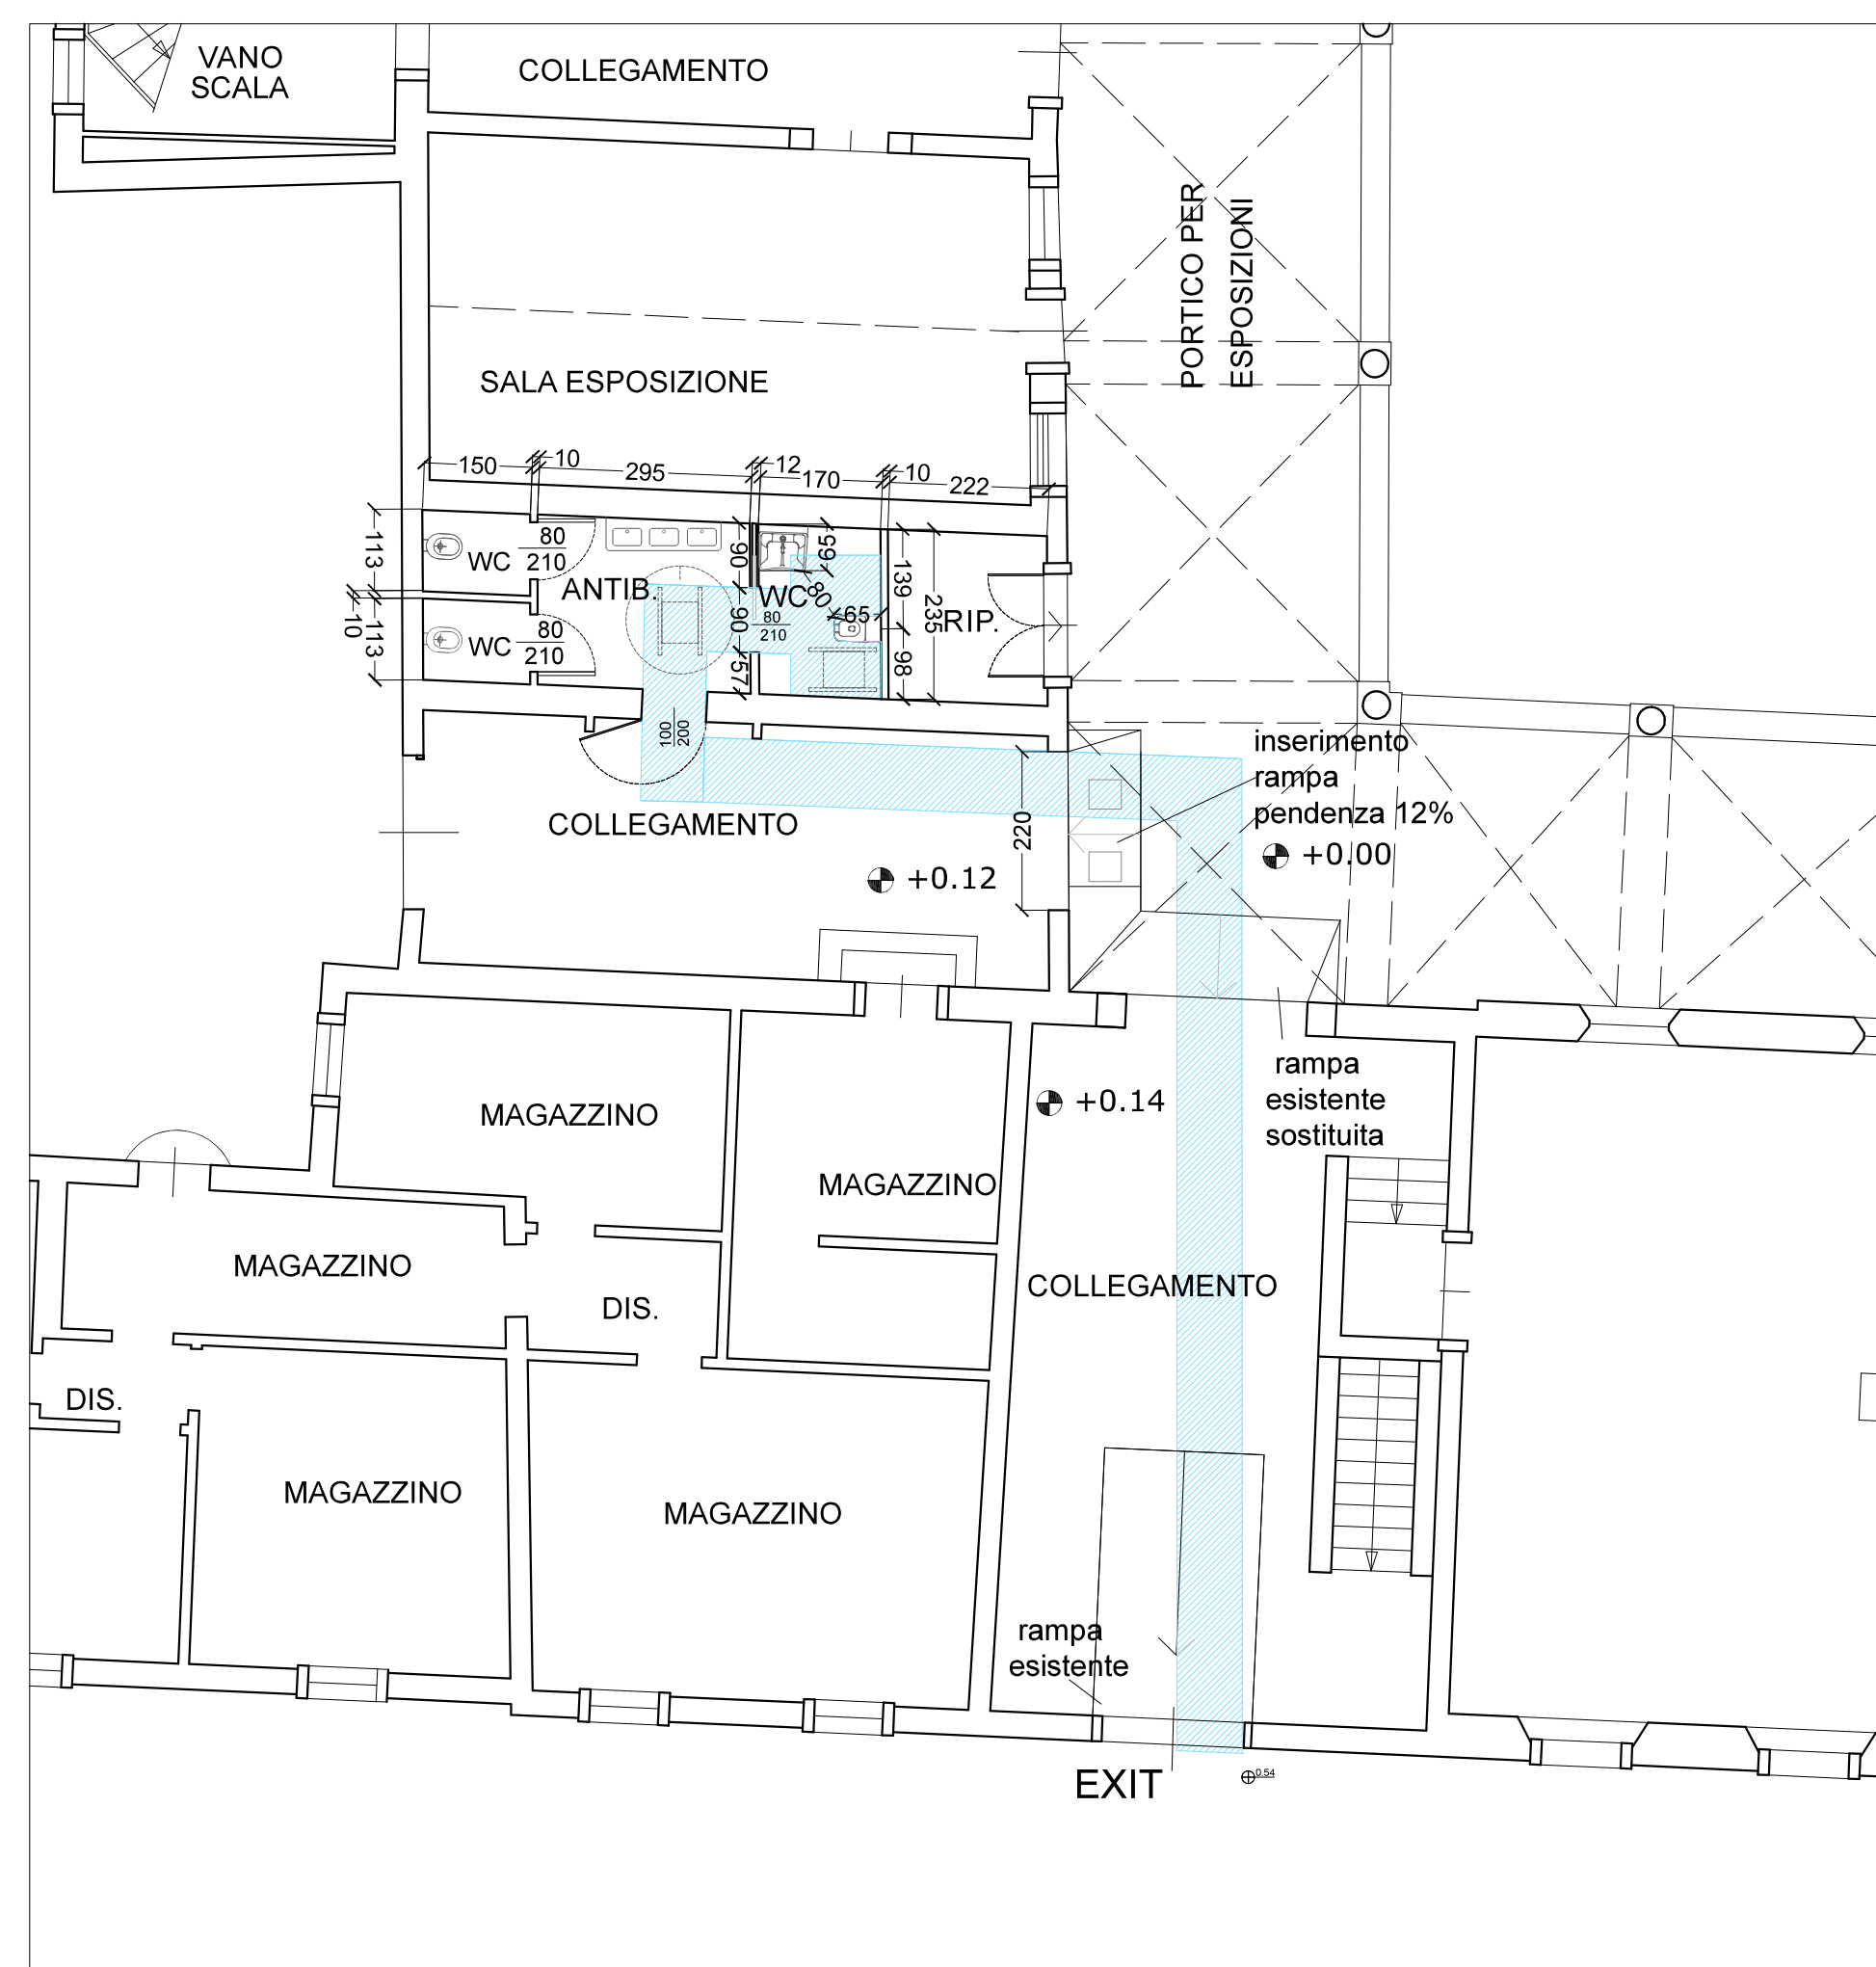 VANO
SCALA
COLLEGAMENTO
PORTICO PER
ESPOSIZIONI
SALA ESPOSIZIONE
150
10
295
12
170
10
222
113
10
113
WC
80
210
WC
80
210
ANTIB.
90
90
57
WC
80
210
65
80
65
139
98
235
RIP.
100
200
inserimento
rampa
pendenza 12%
+0.00
COLLEGAMENTO
220
+0.12
rampa
esistente
sostituita
+0.14
MAGAZZINO
MAGAZZINO
MAGAZZINO
DIS.
COLLEGAMENTO
DIS.
MAGAZZINO
MAGAZZINO
rampa
esistente
EXIT
0.54